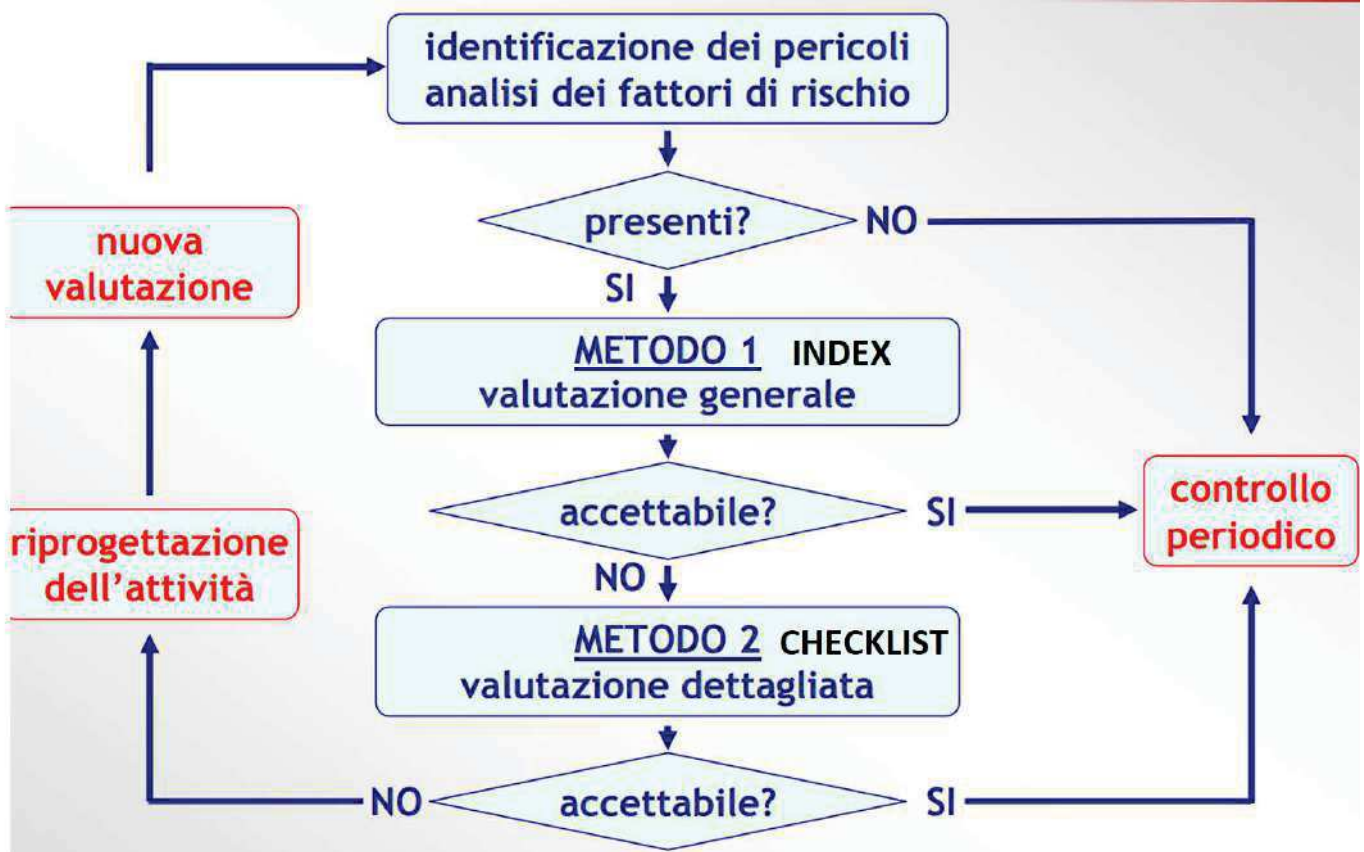 identificazione dei pericoli
analisi dei fattori di rischio
presenti?
NO
SI
nuova
valutazione
METODO 1 INDEX
valutazione generale
accettabile?
SI
NO
controllo
periodico
riprogettazione
dell'attività
METODO 2 CHECKLIST
valutazione dettagliata
NO
accettabile?
SI